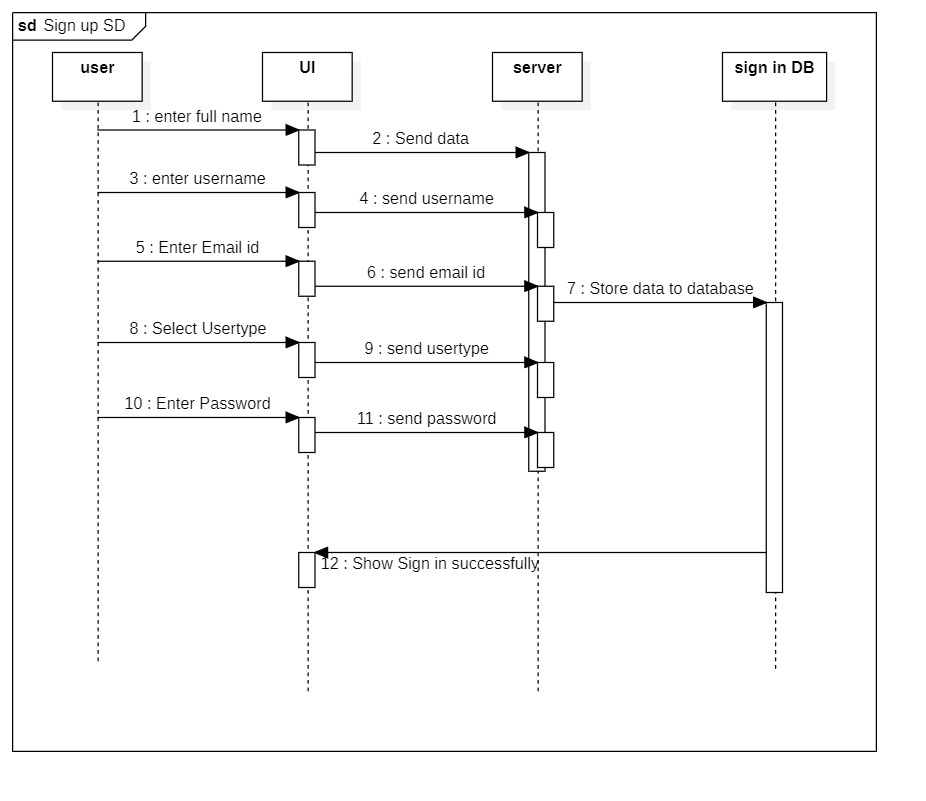 sd Sign up SD
user
UI
server
sign in DB
1 : enter full name
2 : Send data
3 : enter username
4 : send username
5 : Enter Email id
6 : send email id
7 : Store data to database
8 : Select Usertype
9 : send usertype
10 : Enter Password
11 : send password
12 : Show Sign in successfully